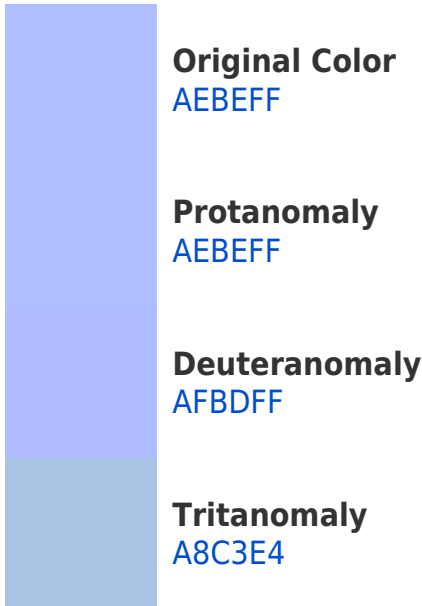 Original Color
AEBEFF
Protanomaly
AEBEFF
Deuteranomaly
AFBDFF
Tritanomaly
A8C3E4